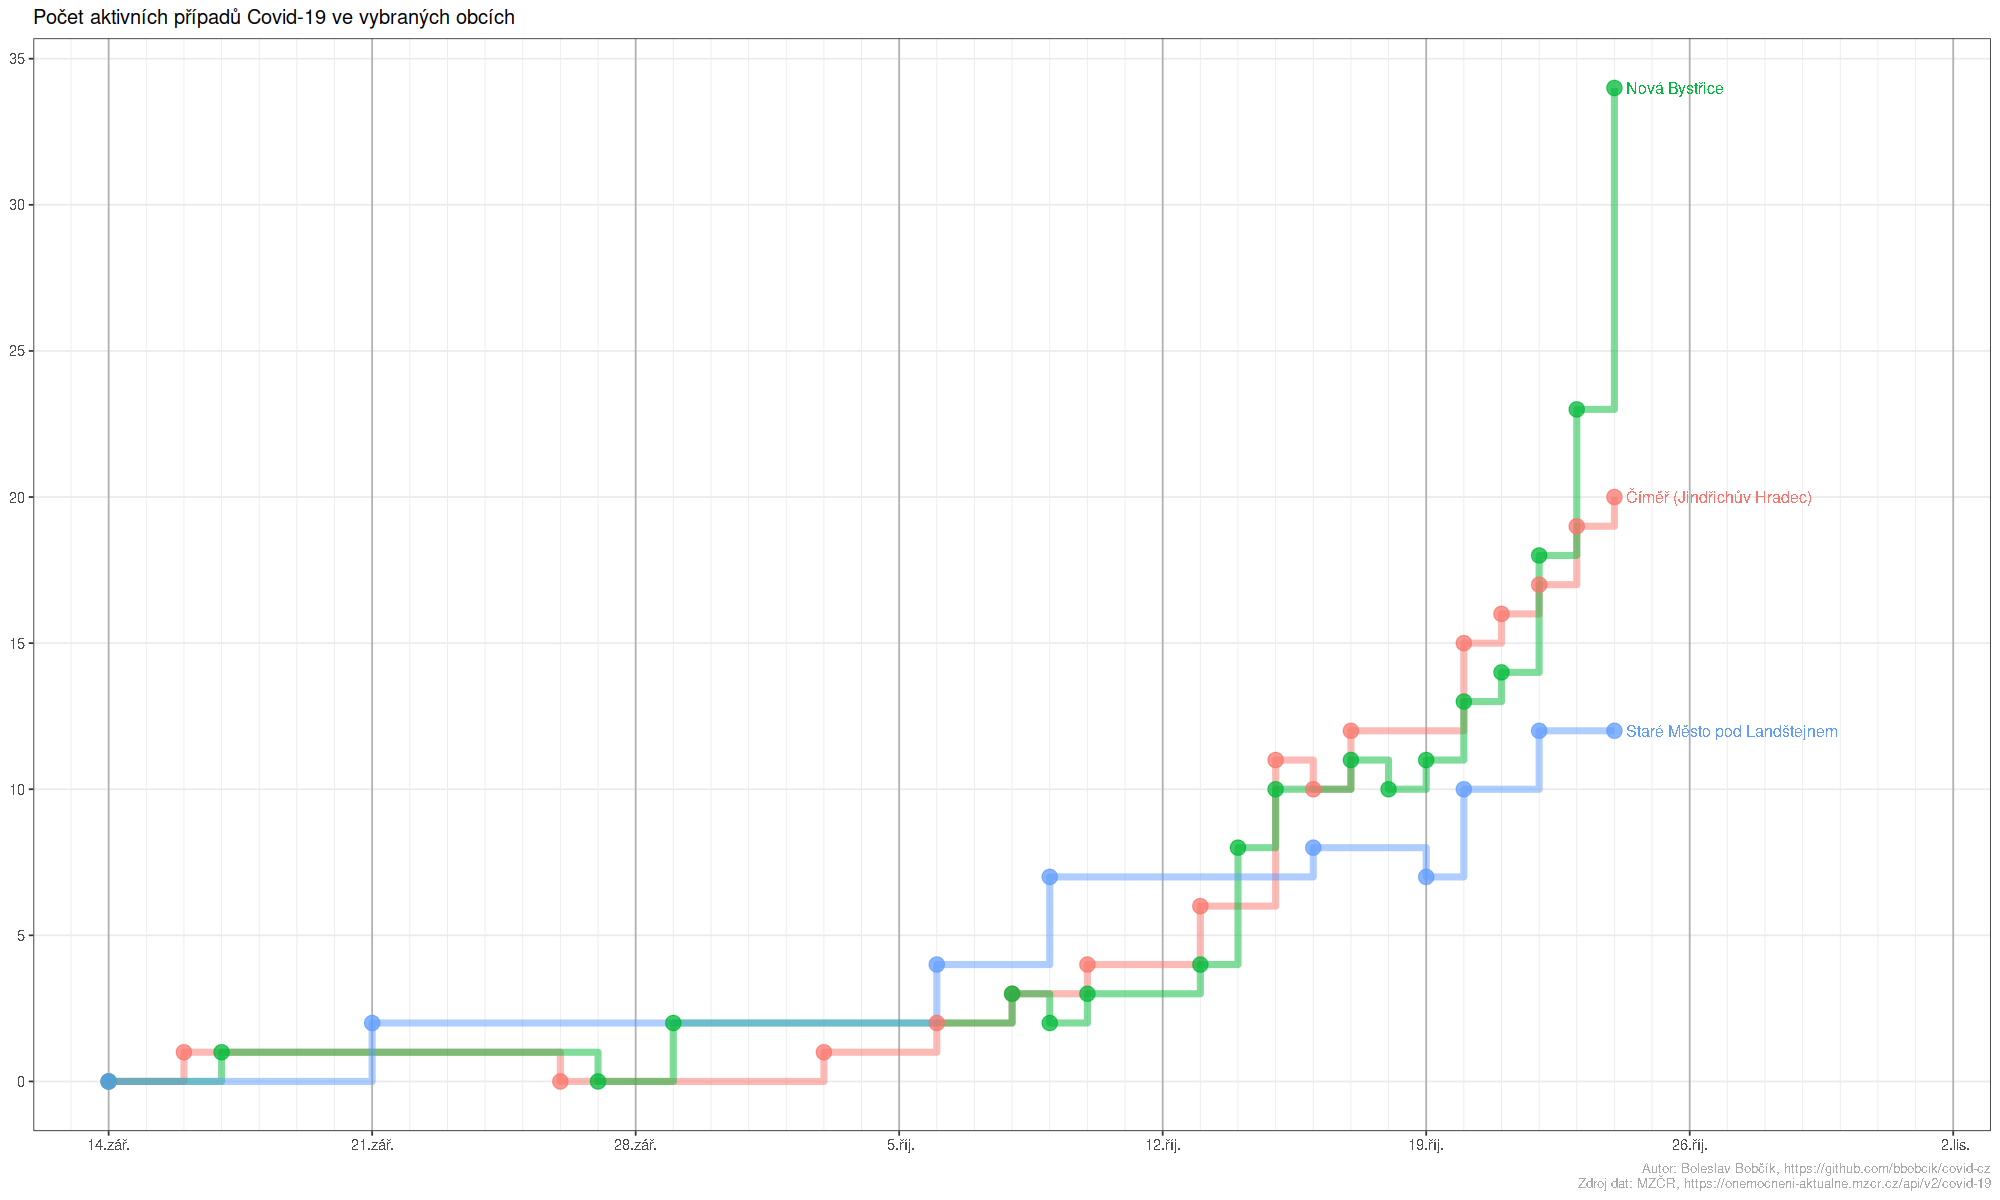 Počet aktivních případů Covid-19 ve vybraných obcích
35
30
25
20
15
10
5
0
Nová Bystřice
Číměř (Jindřichův Hradec)
Staré Město pod Landštejnem
14.zář.
21.zář.
28.zář.
5.říj.
12.říj.
19.říj.
26.říj.
2.lis.
Autor: Boleslav Bobčík, https://github.com/bbobcik/covid-cz
Zdroj dat: MZČR, https://onemocneni-aktualne.mzcr.cz/api/v2/covid-19